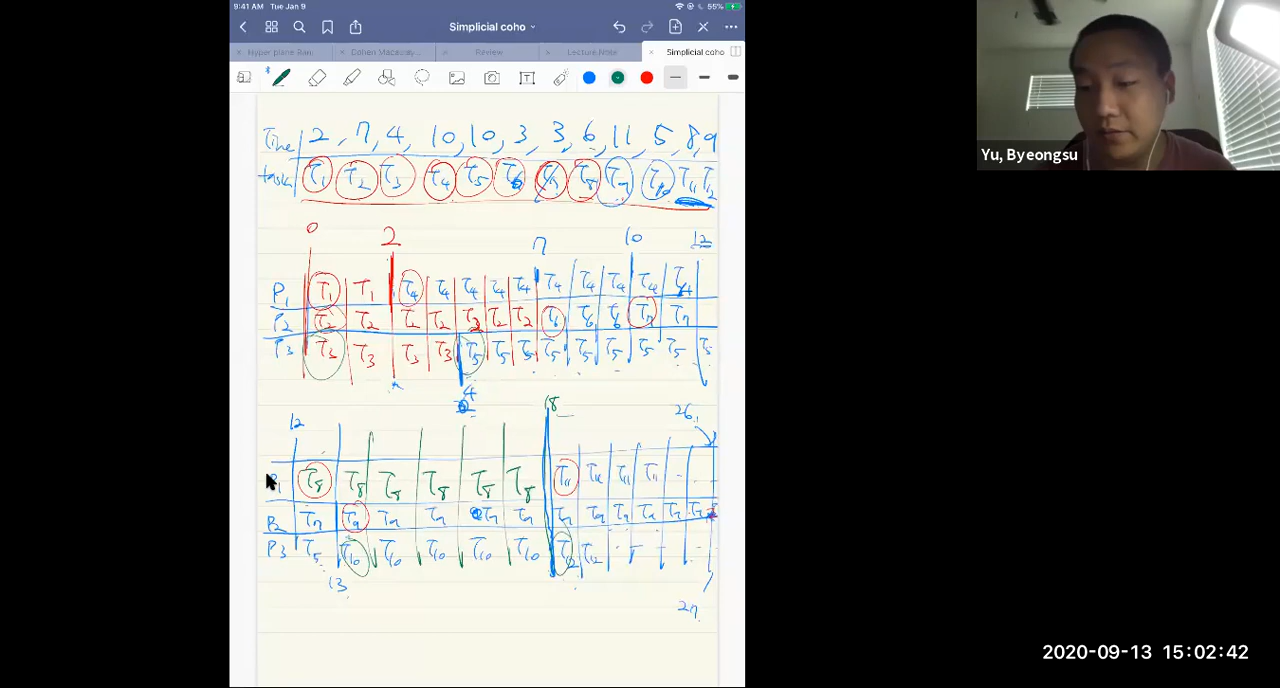 9:41 AM Tue Jan 9
55%
Simplicial coho
Hyper plane Rang
Review
Lecture Note
Simplicial coho
Yu, Byeongsu
Time 2, 7, 4, 10, 10, 3, 3, 6, 11, 5, 8, 9
task T1 T2 T3 T4 T5 T6 T7 T8 T9 T10 T11 T12
0 2 7 10 12
P1 T1 T1 T4 T4 T4 T4 T4 T4 T4 T4 T4 T4
P2 T2 T2 T2 T2 T2 T2 T2 T6 T6 T6 T7 T7
P3 T3 T3 T3 T3 T5 T5 T5 T5 T5 T5 T5 T5 T5
4
12 18 26
P1 T8 T8 T8 T8 T8 T8 T11 T11 T11 T11 - - -
P2 T7 T9 T9 T9 T9 T9 T9 T9 T9 T9 T9 T9
P3 T5 T10 T10 T10 T10 T10 T12 T12 - - -
13
27
2020-09-13 15:02:42